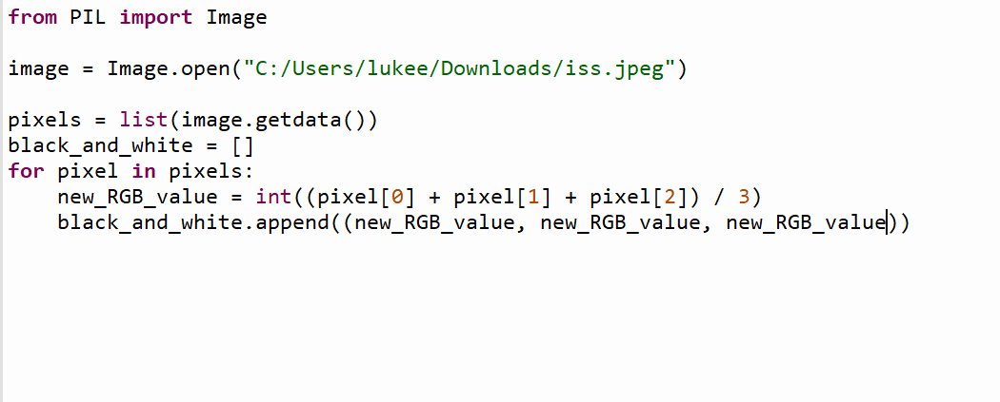 from PIL import Image
image = Image.open("C:/Users/lukee/Downloads/iss.jpeg")
pixels = list(image.getdata())
black_and_white = []
for pixel in pixels:
    new_RGB_value = int((pixel[0] + pixel[1] + pixel[2]) / 3)
    black_and_white.append((new_RGB_value, new_RGB_value, new_RGB_value))